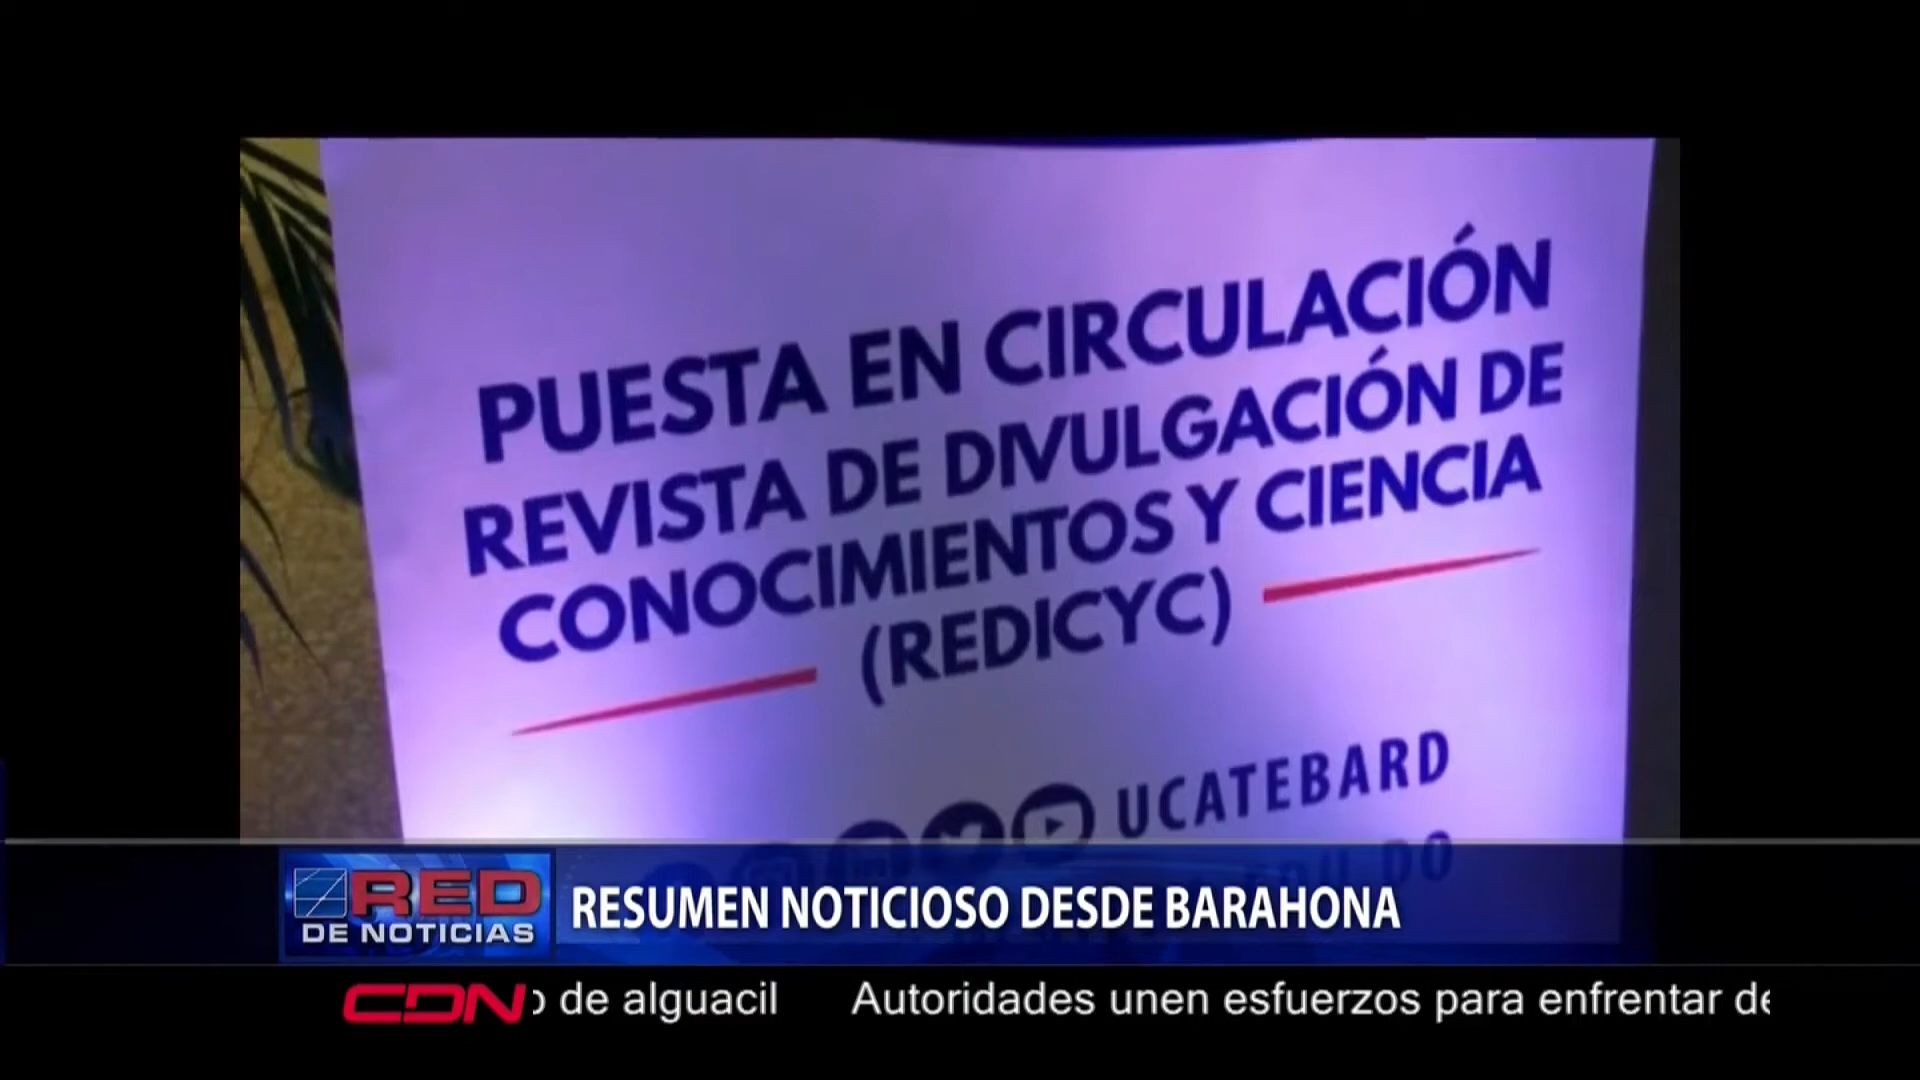 PUESTA EN CIRCULACIÓN
REVISTA DE DIVULGACIÓN DE
CONOCIMIENTOS Y CIENCIA
(REDICYC)
UCATEBARD
RED
DE NOTICIAS
RESUMEN NOTICIOSO DESDE BARAHONA
CDN
o de alguacil Autoridades unen esfuerzos para enfrentar de